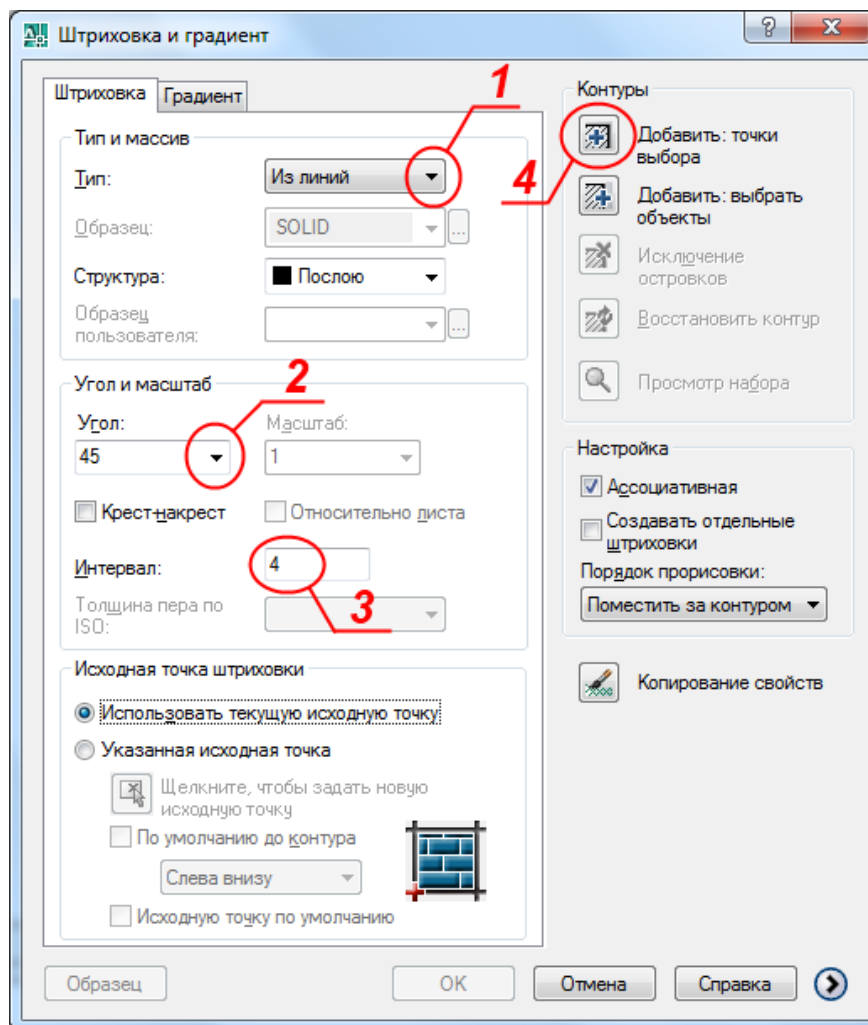 Штриховка и градиент
Штриховка
Градиент
1
Тип и массив
Тип:
Из линий
Образец:
SOLID
...
Структура:
Послою
Образец
пользователя:
...
Угол и масштаб
2
Угол:
Масштаб:
45
1
Крест-накрест
Относительно листа
Интервал:
4
3
Толщина пера по
ISO:
Исходная точка штриховки
Использовать текущую исходную точку
Указанная исходная точка
Щелкните, чтобы задать новую
исходную точку
По умолчанию до контура
Слева внизу
Исходную точку по умолчанию
Контуры
4
Добавить: точки
выбора
Добавить: выбрать
объекты
Исключение
островков
Восстановить контур
Просмотр набора
Настройка
Ассоциативная
Создавать отдельные
штриховки
Порядок прорисовки:
Поместить за контуром
Копирование свойств
Образец
OK
Отмена
Справка